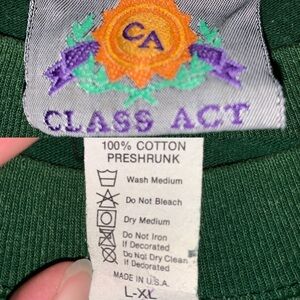 CA
CLASS ACT
100% COTTON
PRESHRUNK
Wash Medium
Do Not Bleach
Dry Medium
Do Not Iron
If Decorated
Do Not Dry Clean
If Decorated
MADE IN U.S.A.
L-XL